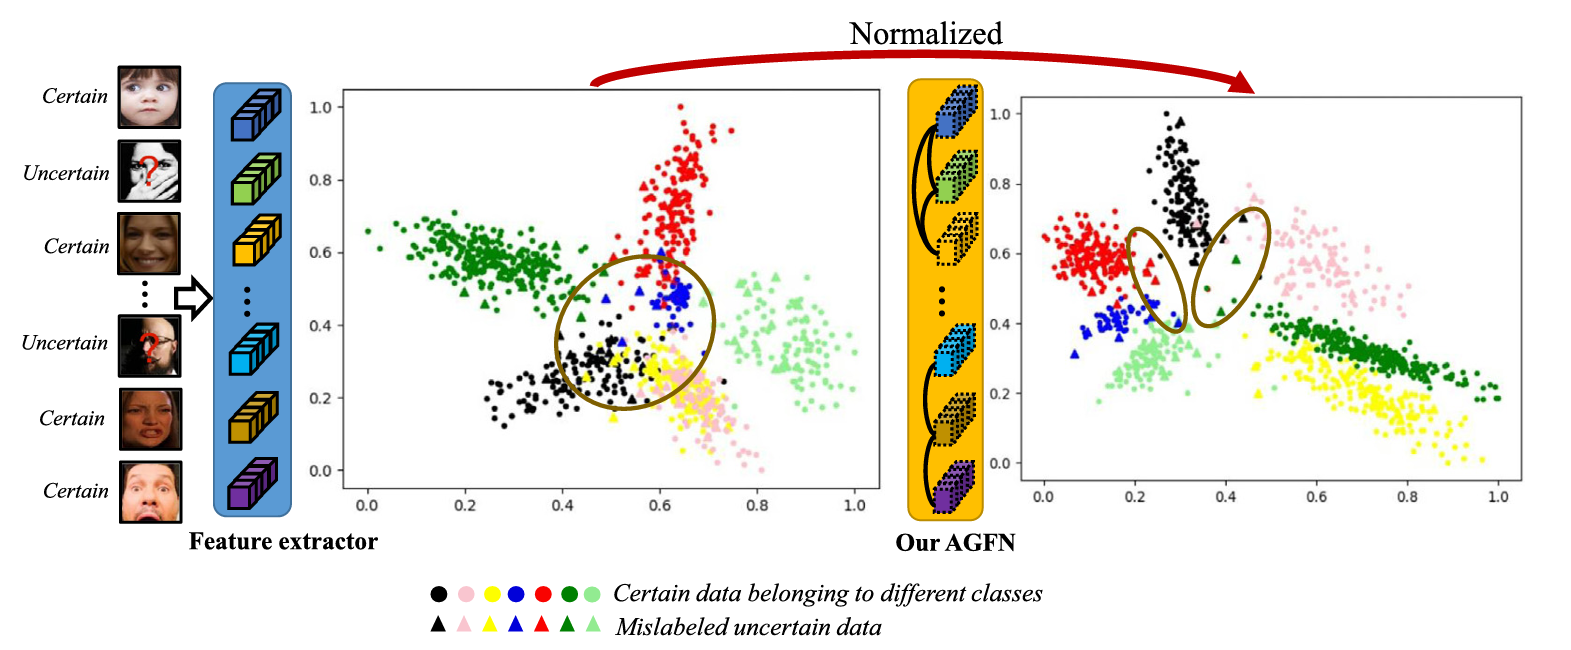 Normalized
Certain
Uncertain
?
Certain
Uncertain
?
Certain
Certain
Feature extractor
1.0
0.8
0.6
0.4
0.2
0.0
0.0 0.2 0.4 0.6 0.8 1.0
Our AGFN
1.0
0.8
0.6
0.4
0.2
0.0
0.0 0.2 0.4 0.6 0.8 1.0
Certain data belonging to different classes
Mislabeled uncertain data